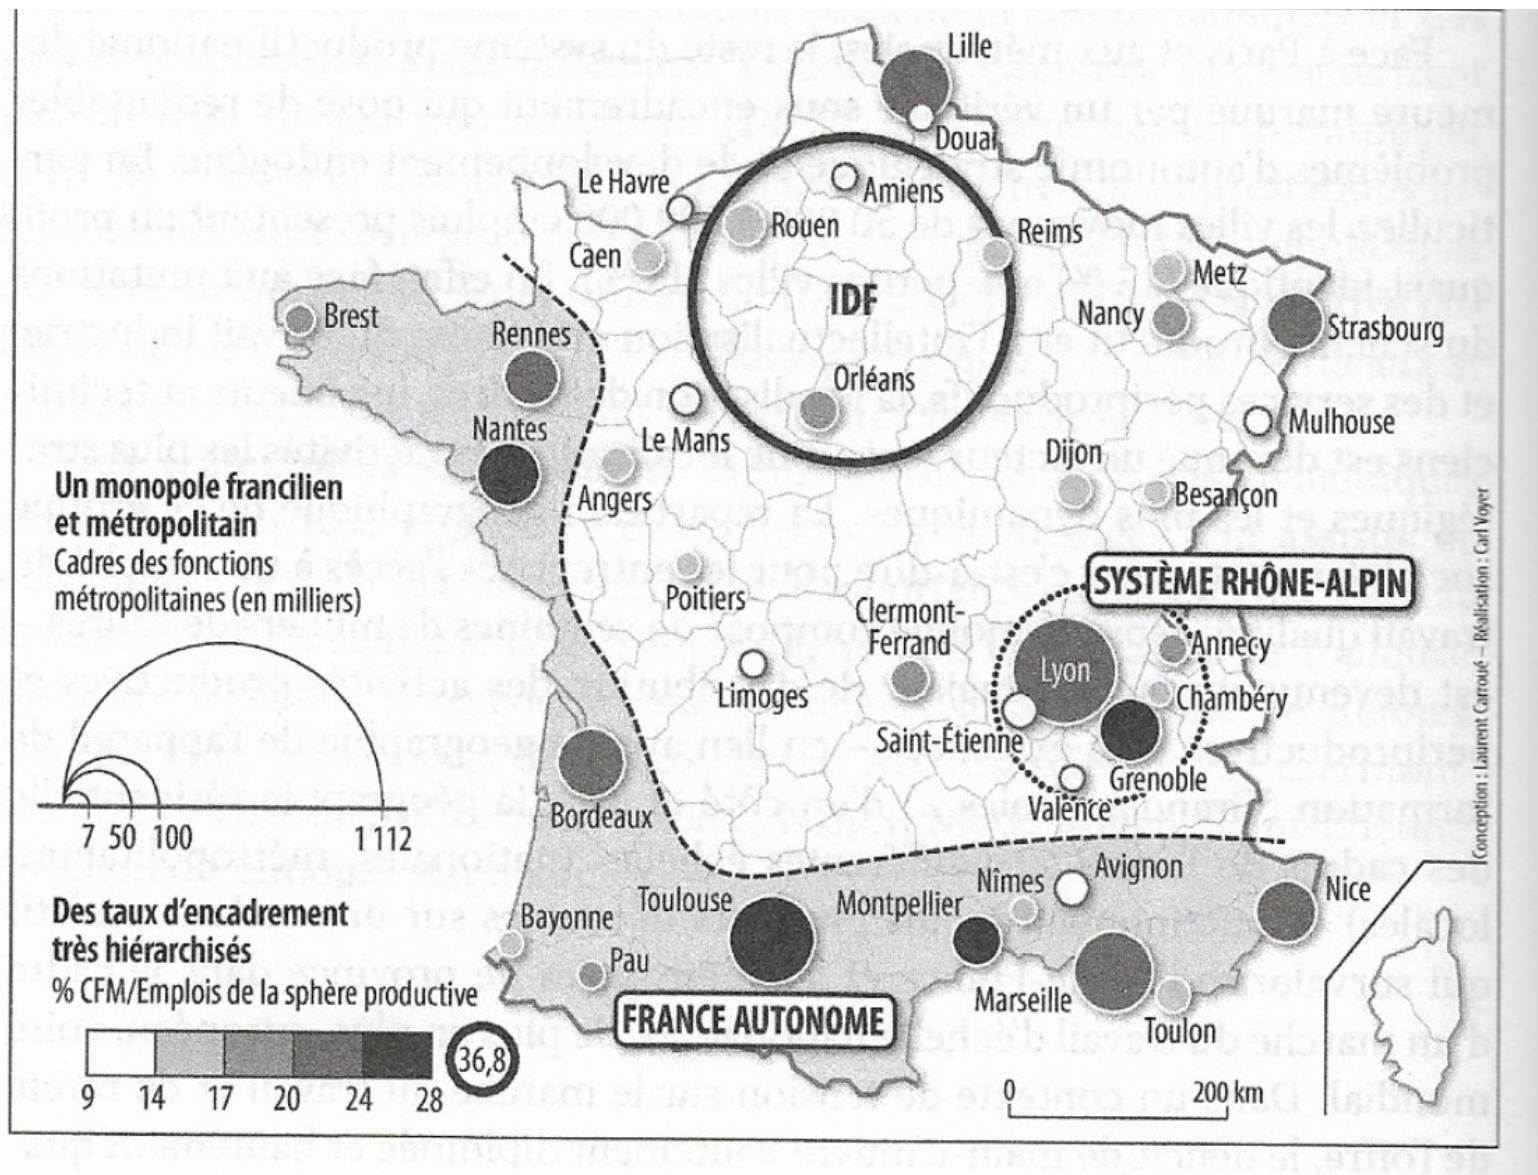 Lille
Douai
Le Havre
Amiens
Rouen
Reims
Caen
Metz
IDF
Brest
Nancy
Strasbourg
Rennes
Orléans
Le Mans
Mulhouse
Nantes
Dijon
Angers
Besançon
Un monopole francilien
et métropolitain
Cadres des fonctions
métropolitaines (en milliers)
7 50 100 1 112
SYSTÈME RHÔNE-ALPIN
Poitiers
Clermont-
Ferrand
Annecy
Lyon
Limoges
Chambéry
Saint-Étienne
Grenoble
Valence
Bordeaux
Avignon
Nîmes
Toulouse
Montpellier
Nice
Bayonne
Pau
Marseille
Toulon
FRANCE AUTONOME
Des taux d'encadrement
très hiérarchisés
% CFM/Emplois de la sphère productive
36,8
9 14 17 20 24 28
0 200 km
Conception : Laurent Carroué – Réalisation : Carl Voyer